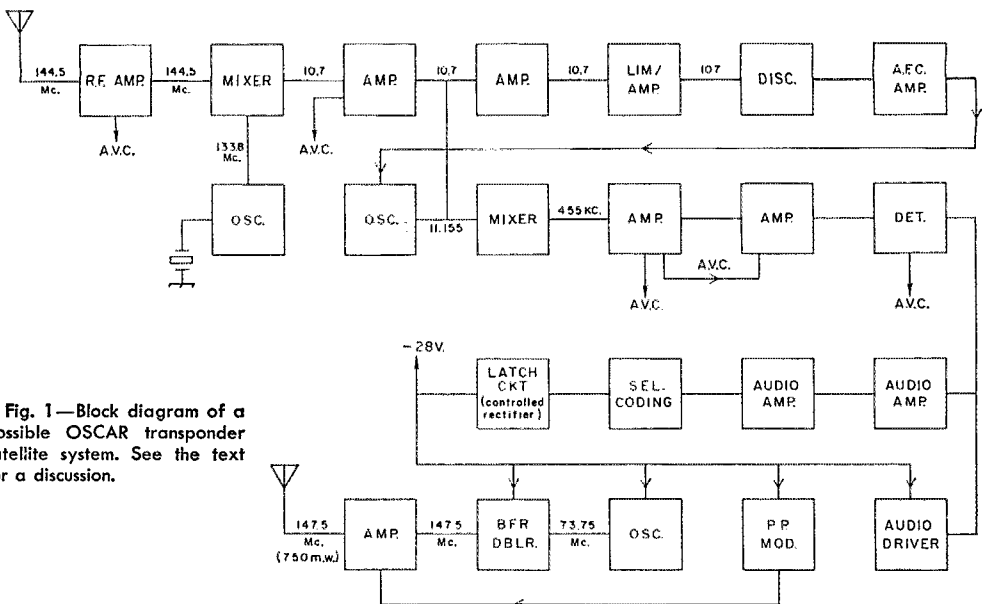 144.5
Mc.
R.F. AMP.
144.5
Mc.
MIXER
10.7
AMP.
10.7
AMP.
10.7
LIM/
AMP.
107
DISC.
A.F.C.
AMP.
A.V.C.
133.8
Mc.
A.V.C.
OSC.
OSC.
11.155
MIXER
455 KC.
AMP.
AMP.
DET.
A.V.C.
A.V.C.
A.V.C.
-28V.
LATCH
CKT
(controlled
rectifier)
SEL.
CODING
AUDIO
AMP.
AUDIO
AMP.
Fig. 1—Block diagram of a
ossible OSCAR transponder
atellite system. See the text
r a discussion.
147.5
Mc.
(750 m.w.)
AMP.
147.5
Mc.
BFR
DBLR.
73.75
Mc.
OSC.
P.P.
MOD.
AUDIO
DRIVER